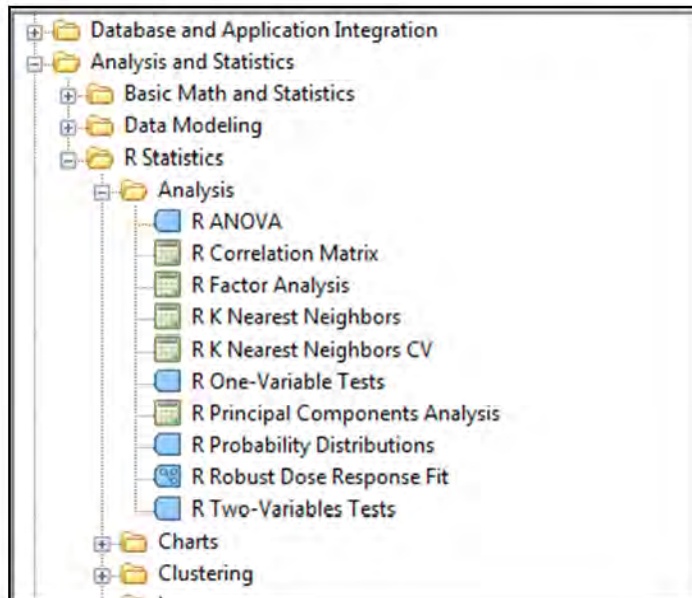 Database and Application Integration
Analysis and Statistics
Basic Math and Statistics
Data Modeling
R Statistics
Analysis
R ANOVA
R Correlation Matrix
R Factor Analysis
R K Nearest Neighbors
R K Nearest Neighbors CV
R One-Variable Tests
R Principal Components Analysis
R Probability Distributions
R Robust Dose Response Fit
R Two-Variables Tests
Charts
Clustering